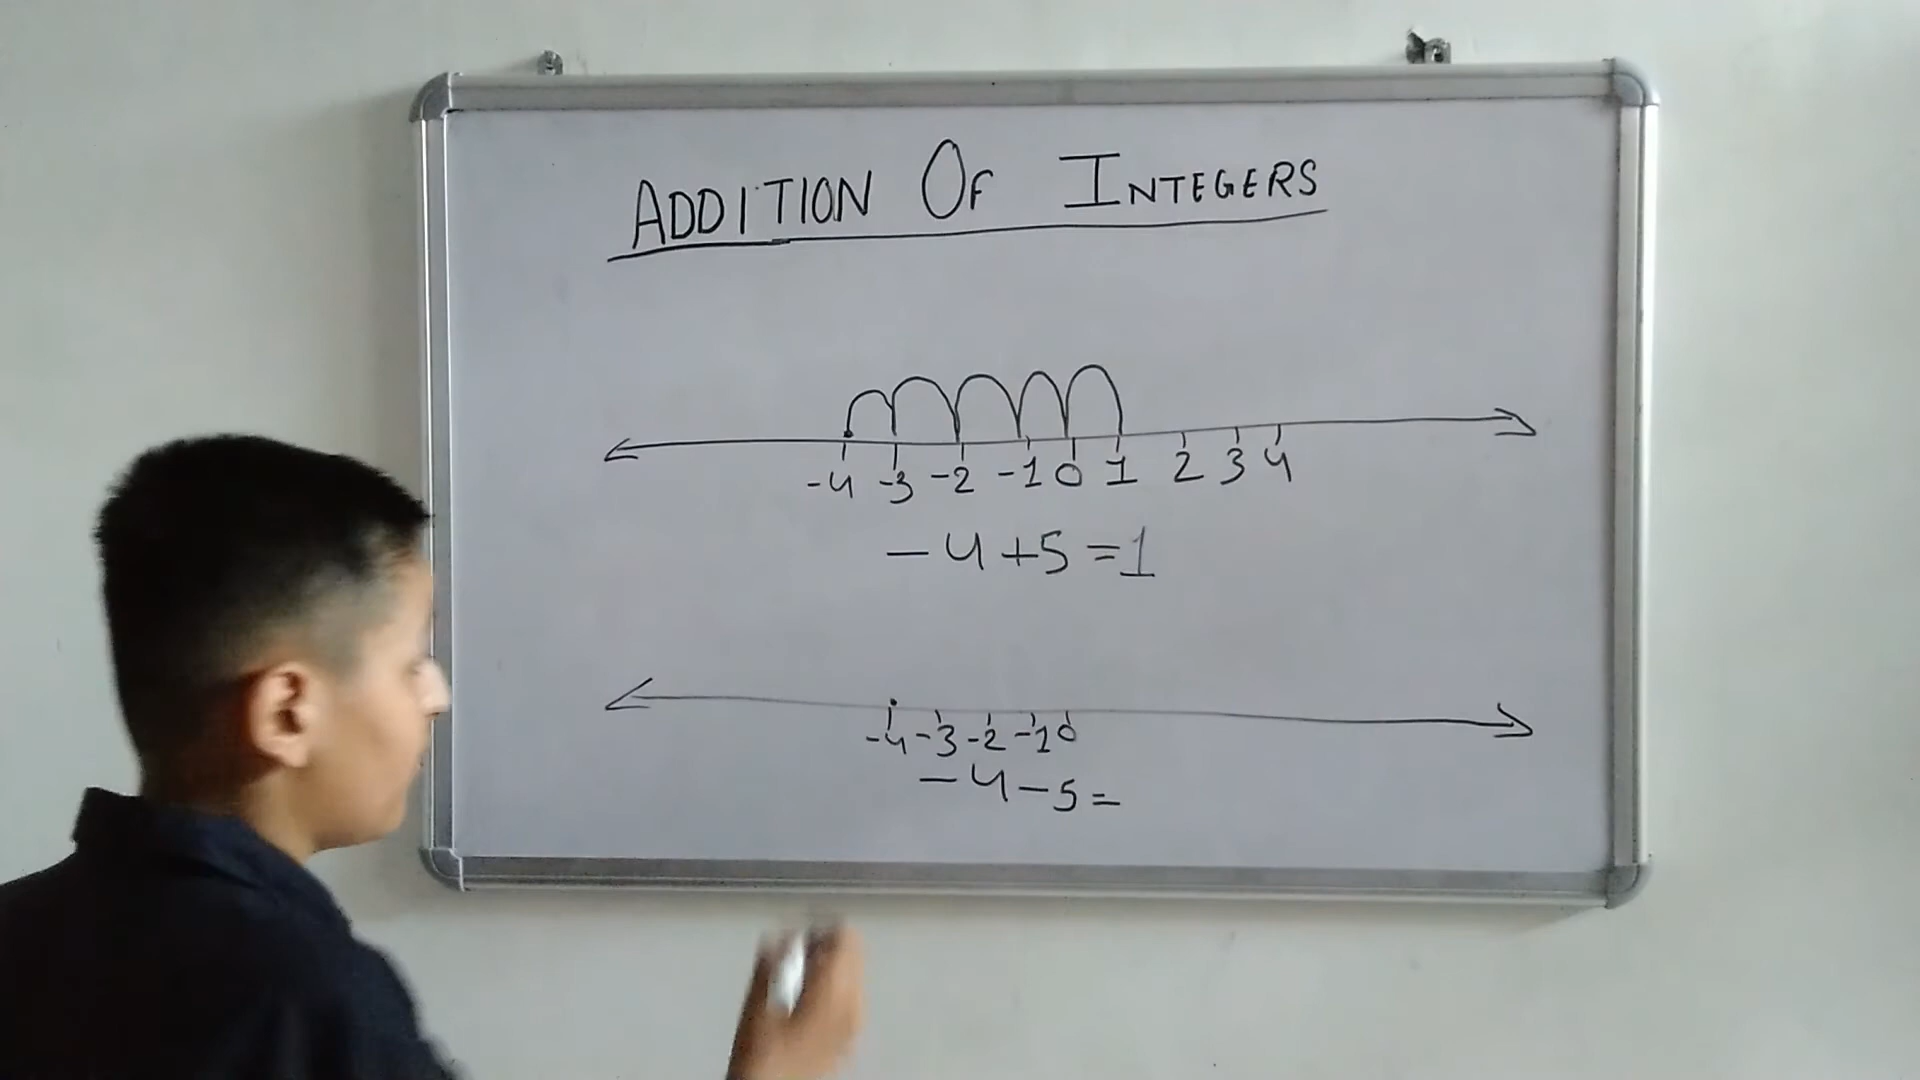 ADDITION OF INTEGERS
-4 -3 -2 -1 0 1 2 3 4
-4+5=1
-4 -3 -2 -1 0
-4-5=